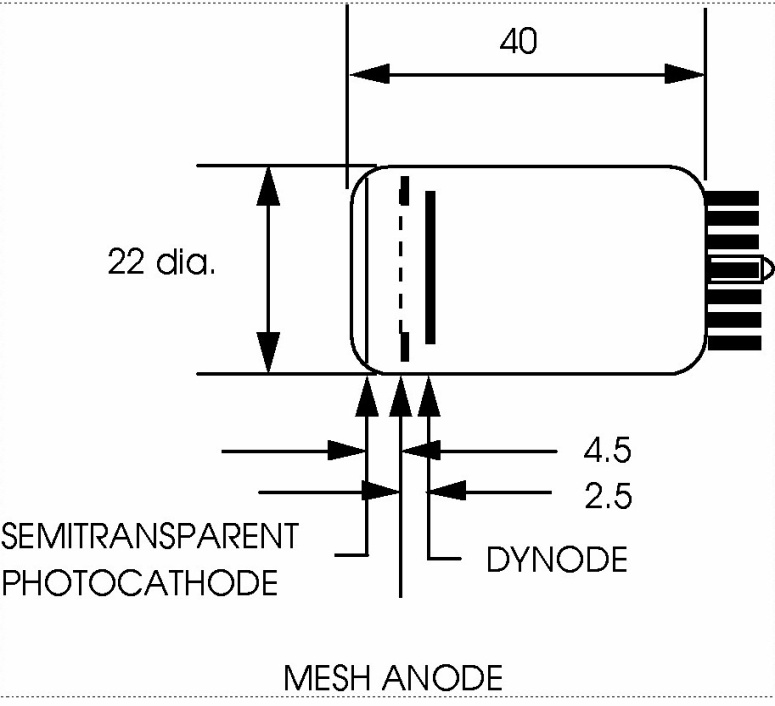 40
22 dia.
4.5
2.5
SEMITRANSPARENT
PHOTOCATHODE
DYNODE
MESH ANODE